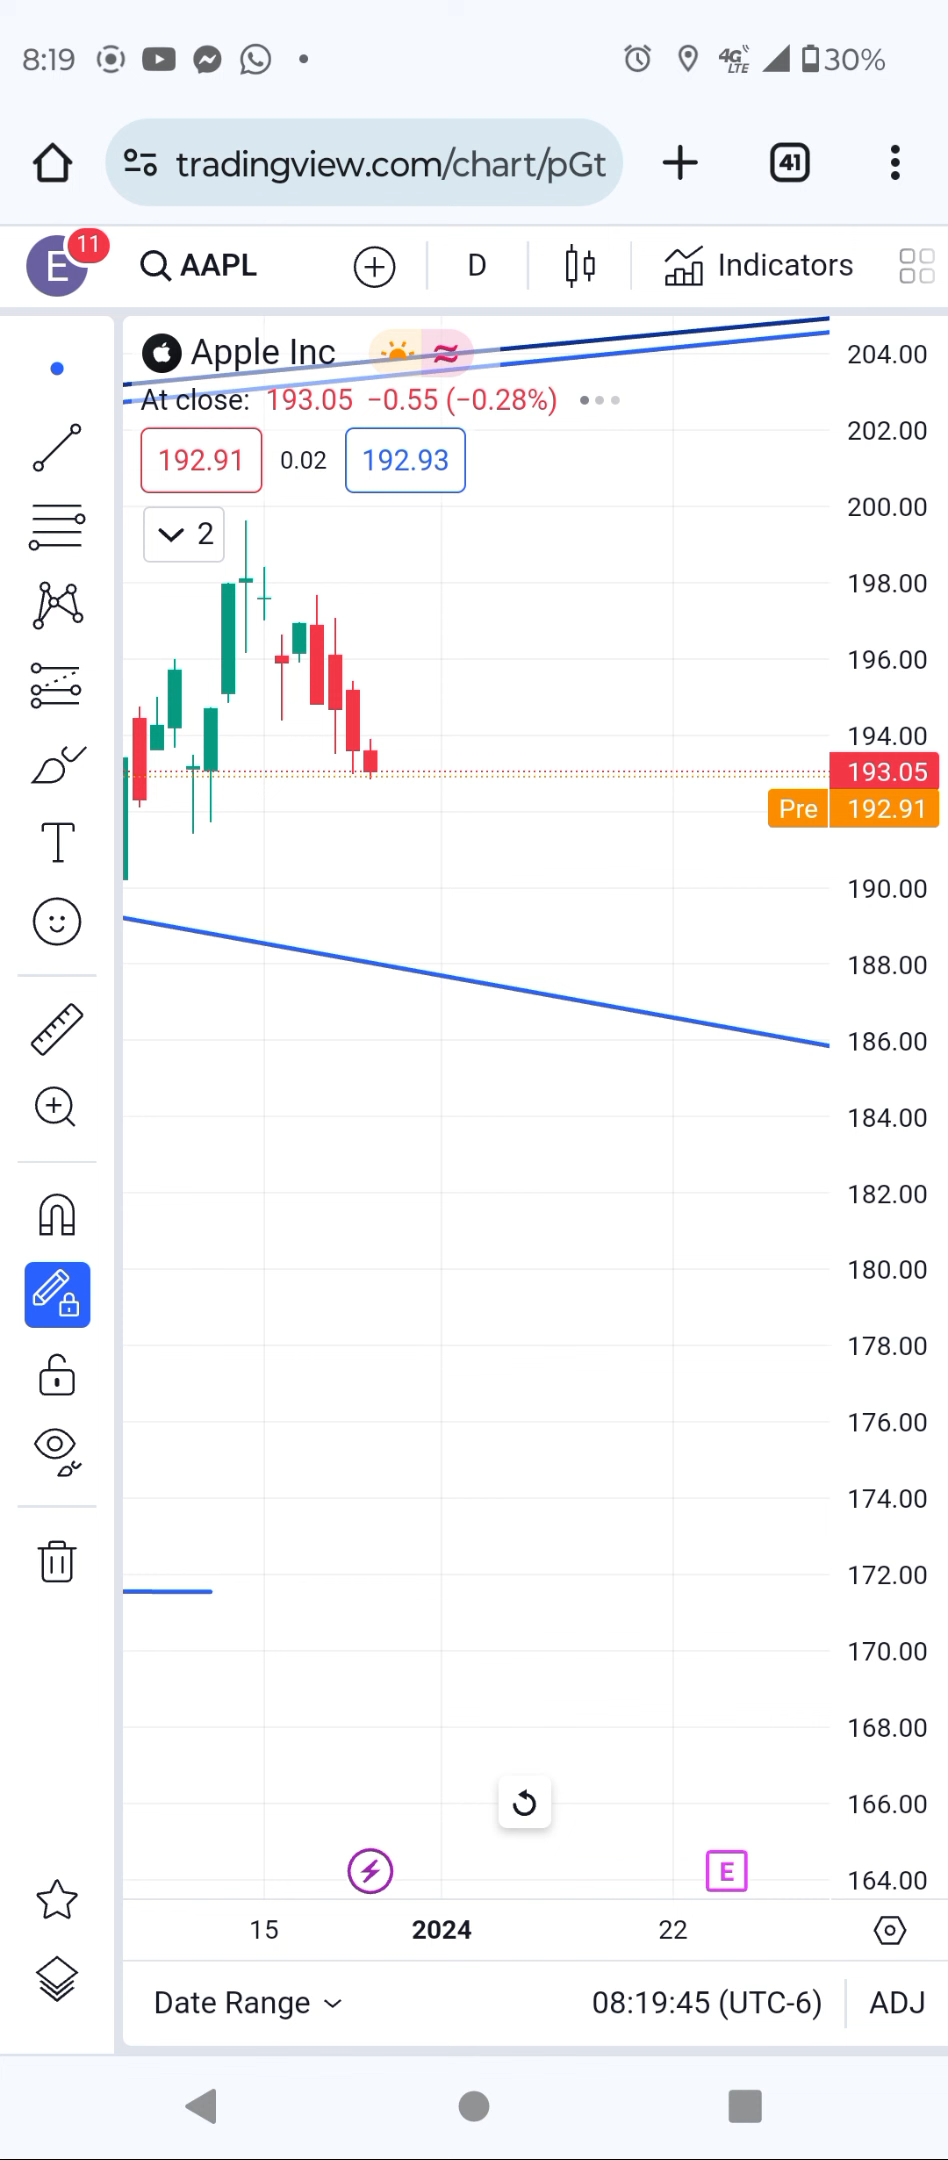 8:19 4G LTE 30%
tradingview.com/chart/pGt 41
E 11 AAPL D Indicators
Apple Inc
At close: 193.05 −0.55 (−0.28%)
192.91 0.02 192.93
2
204.00
202.00
200.00
198.00
196.00
194.00
193.05
Pre 192.91
190.00
188.00
186.00
184.00
182.00
180.00
178.00
176.00
174.00
172.00
170.00
168.00
166.00
E
164.00
15 2024 22
Date Range 08:19:45 (UTC-6) ADJ